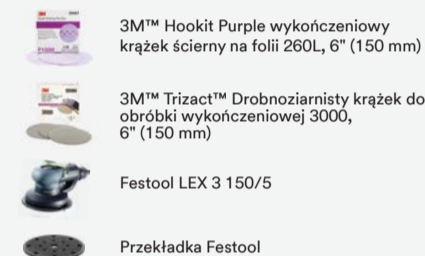 3M™ Hookit Purple wykończeniowy
krążek ścierny na folii 260L, 6" (150 mm)
3M™ Trizact™ Drobnoziarnisty krążek do
obróbki wykończeniowej 3000,
6" (150 mm)
Festool LEX 3 150/5
Przekładka Festool